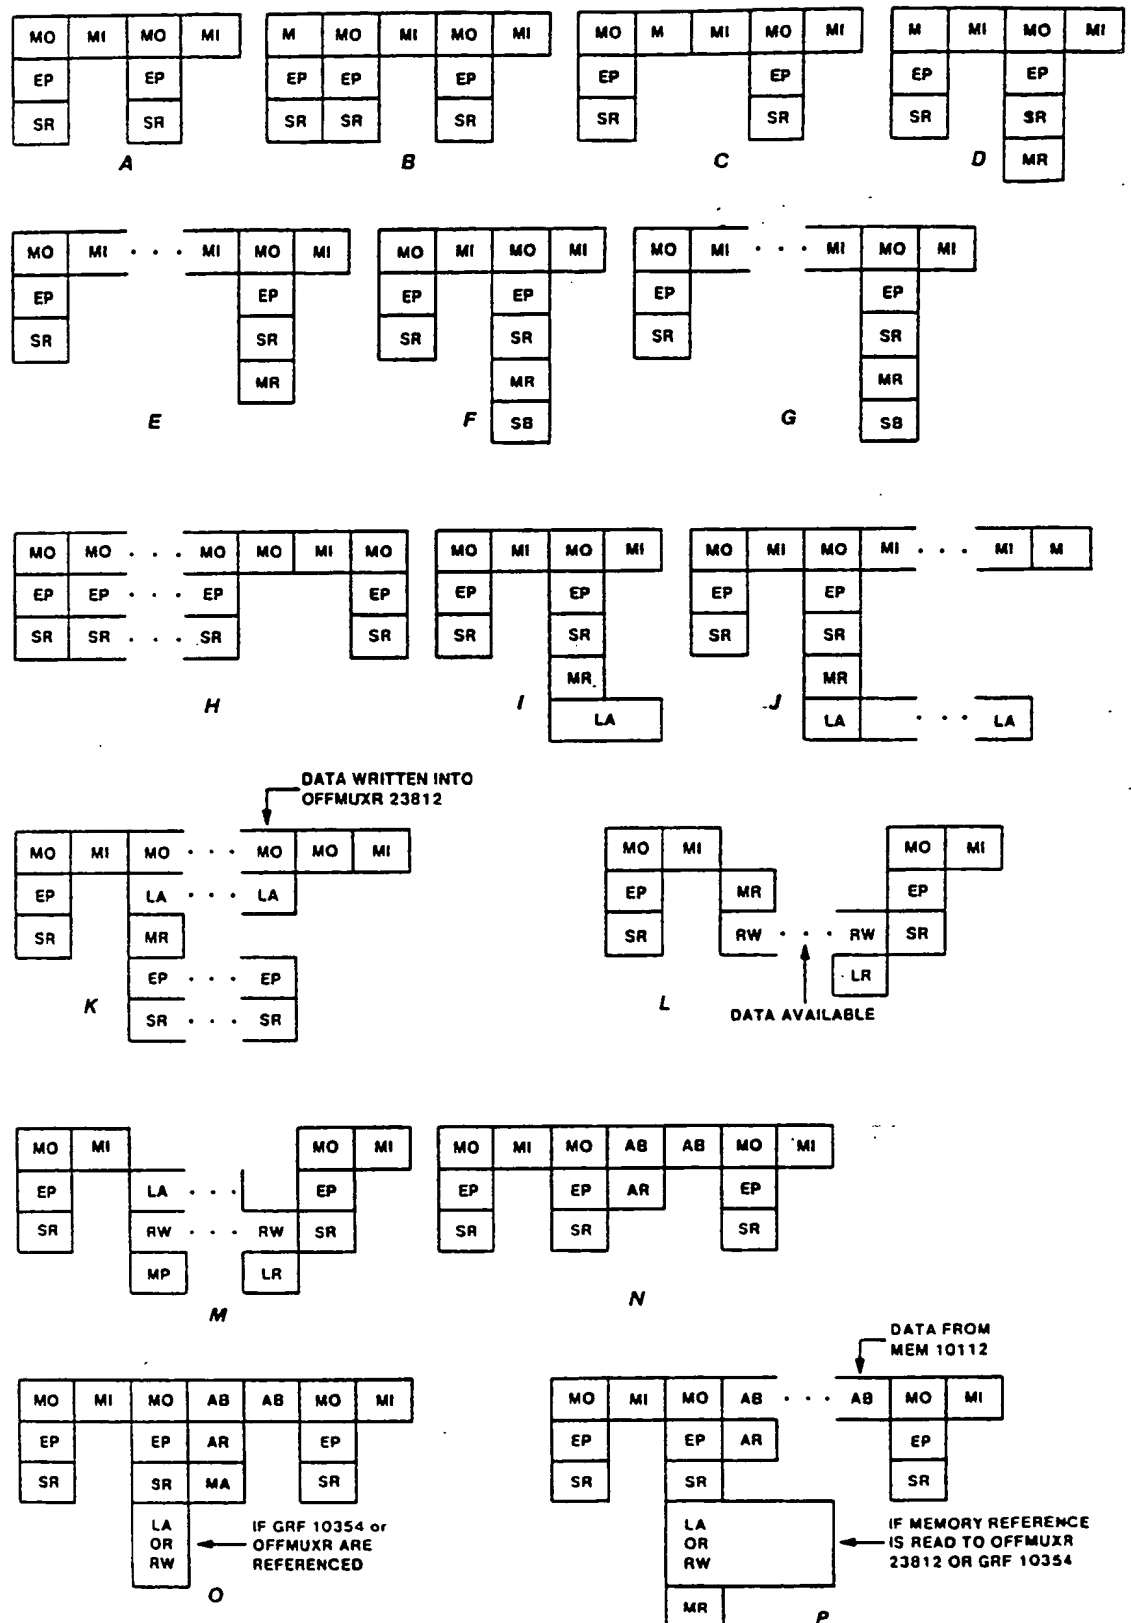 MO MI MO MI
EP EP
SR SR
A
M MO MI MO MI
EP EP EP
SR SR SR
B
MO M MI MO MI
EP EP
SR SR
C
M MI MO MI
EP EP
SR SR
MR
D
MO MI · · · MI MO MI
EP EP
SR SR
MR
E
MO MI MO MI
EP EP
SR SR
MR
SB
F
MO MI · · · MI MO MI
EP EP
SR SR
MR
SB
G
MO MO · · · MO MO MI MO
EP EP · · · EP EP
SR SR · · · SR SR
H
MO MI MO MI
EP EP
SR SR
MR
LA
I
MO MI MO MI · · · MI M
EP EP
SR SR
MR
LA · · · LA
J
DATA WRITTEN INTO
OFFMUXR 23812
MO MI MO · · · MO MO MI
EP LA · · · LA
SR MR
EP · · · EP
SR · · · SR
K
MO MI MO MI
EP MR EP
SR RW · · · RW SR
LR
DATA AVAILABLE
L
MO MI MO MI
EP LA · · · EP
SR RW · · · RW SR
MP LR
M
MO MI MO AB AB MO MI
EP EP AR EP
SR SR SR
N
MO MI MO AB AB MO MI
EP EP AR EP
SR SR MA SR
LA
OR
RW
IF GRF 10354 or
OFFMUXR ARE
REFERENCED
O
DATA FROM
MEM 10112
MO MI MO AB · · · AB MO MI
EP EP AR EP
SR SR SR
LA
OR
RW
IF MEMORY REFERENCE
IS READ TO OFFMUXR
23812 OR GRF 10354
MR
P